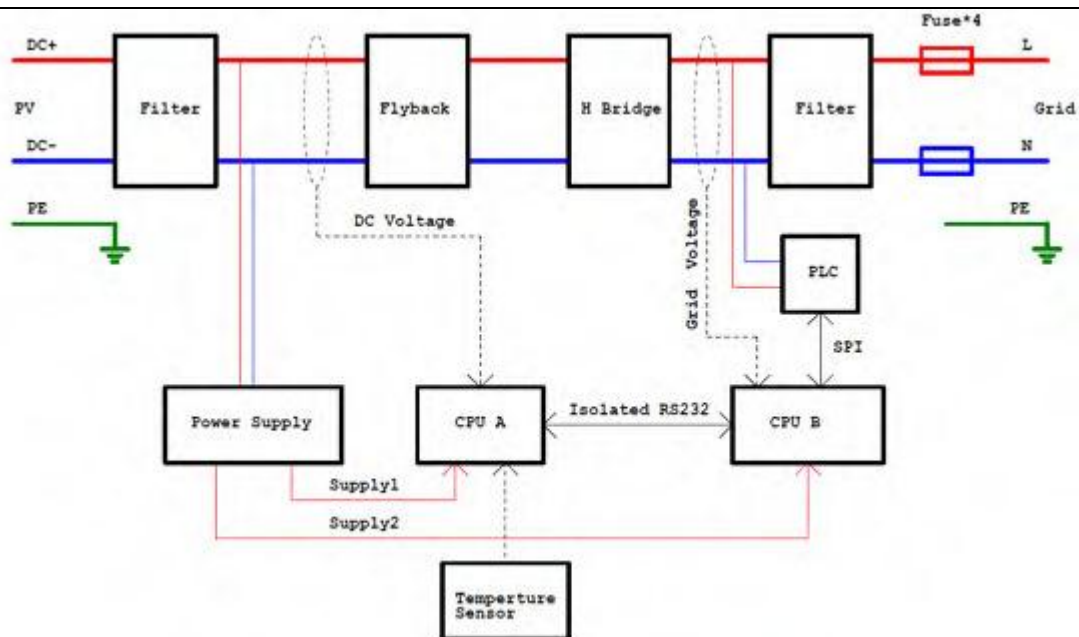 Fuse*4
DC+
L
PV
Filter
Flyback
H Bridge
Filter
Grid
DC-
N
PE
DC Voltage
Grid Voltage
PE
PLC
SPI
Power Supply
CPU A
Isolated RS232
CPU B
Supply1
Supply2
Temperture
Sensor